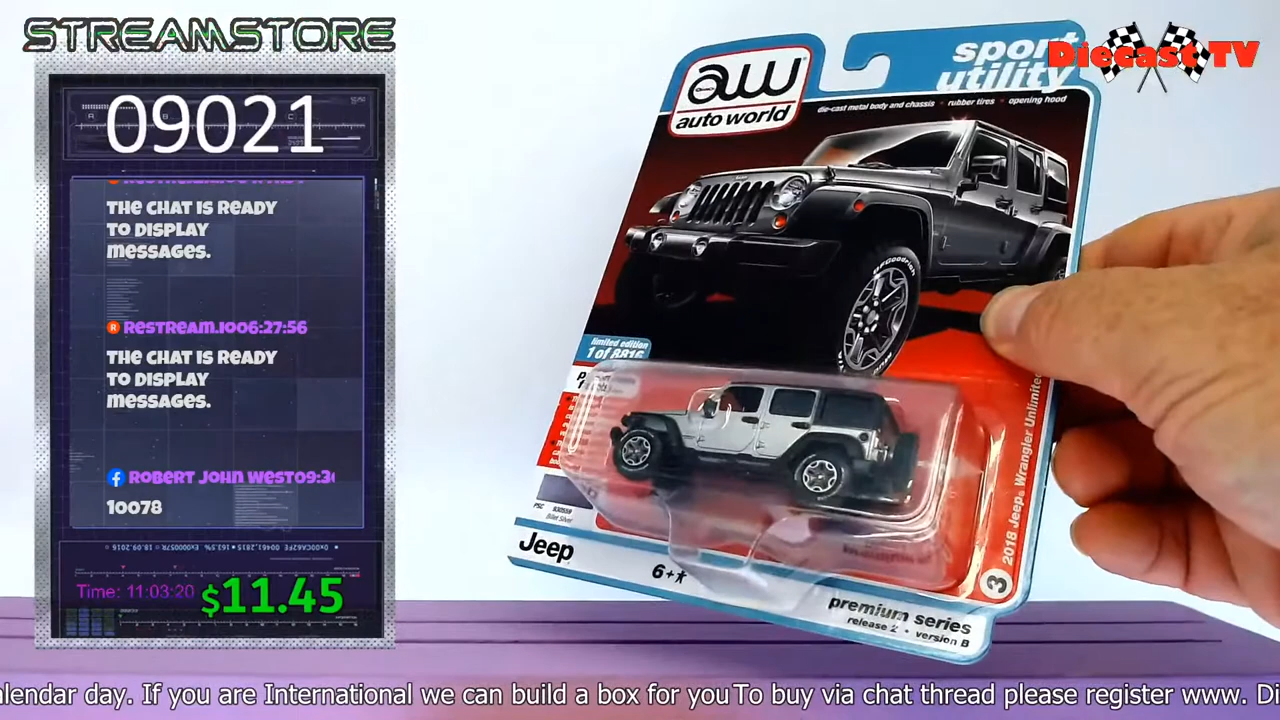 STREAMSTORE
09021
THE CHAT IS READY
TO DISPLAY
MESSAGES.
RESTREAM.IO06:27:56
THE CHAT IS READY
TO DISPLAY
MESSAGES.
ROBERT JOHN WEST09:3
10078
Time: 11:03:20
$11.45
aw
auto world
sport
utility
Diecast TV
die-cast metal body and chassis • rubber tires • opening hood
BFGoodrich
limited edition
1 of 8816
2018 Jeep® Wrangler Unlimited
3
Billet Silver
Jeep
6+
premium series
release 2 • version B
alendar day. If you are International we can build a box for you To buy via chat thread please register www. Di